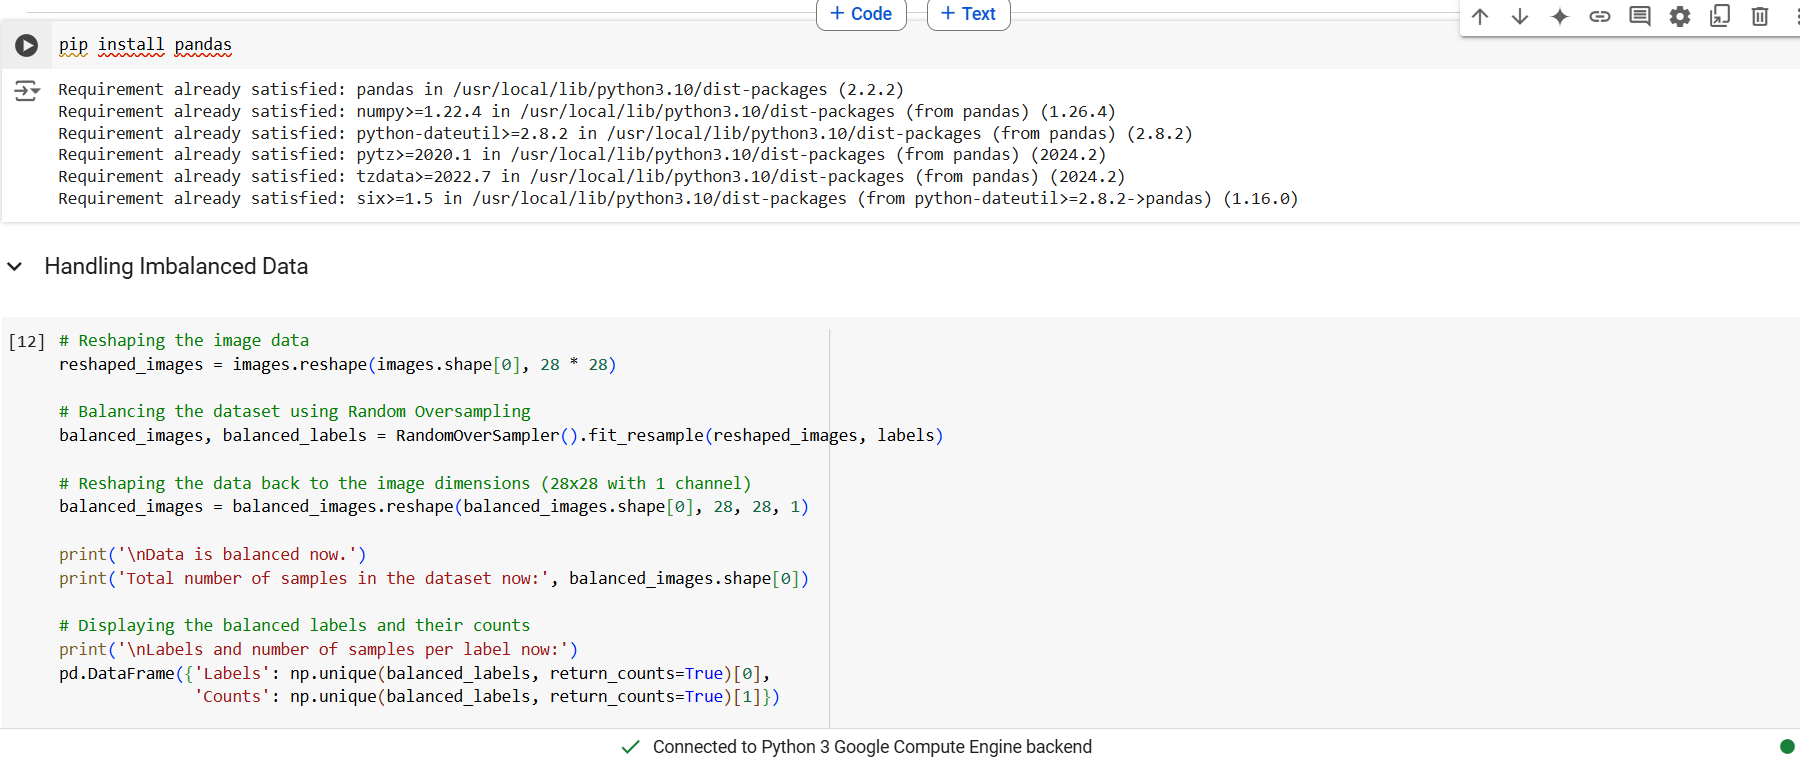 + Code + Text
pip install pandas
Requirement already satisfied: pandas in /usr/local/lib/python3.10/dist-packages (2.2.2)
Requirement already satisfied: numpy>=1.22.4 in /usr/local/lib/python3.10/dist-packages (from pandas) (1.26.4)
Requirement already satisfied: python-dateutil>=2.8.2 in /usr/local/lib/python3.10/dist-packages (from pandas) (2.8.2)
Requirement already satisfied: pytz>=2020.1 in /usr/local/lib/python3.10/dist-packages (from pandas) (2024.2)
Requirement already satisfied: tzdata>=2022.7 in /usr/local/lib/python3.10/dist-packages (from pandas) (2024.2)
Requirement already satisfied: six>=1.5 in /usr/local/lib/python3.10/dist-packages (from python-dateutil>=2.8.2->pandas) (1.16.0)
Handling Imbalanced Data
[12] # Reshaping the image data
reshaped_images = images.reshape(images.shape[0], 28 * 28)
# Balancing the dataset using Random Oversampling
balanced_images, balanced_labels = RandomOverSampler().fit_resample(reshaped_images, labels)
# Reshaping the data back to the image dimensions (28x28 with 1 channel)
balanced_images = balanced_images.reshape(balanced_images.shape[0], 28, 28, 1)
print('\nData is balanced now.')
print('Total number of samples in the dataset now:', balanced_images.shape[0])
# Displaying the balanced labels and their counts
print('\nLabels and number of samples per label now:')
pd.DataFrame({'Labels': np.unique(balanced_labels, return_counts=True)[0],
'Counts': np.unique(balanced_labels, return_counts=True)[1]})
Connected to Python 3 Google Compute Engine backend